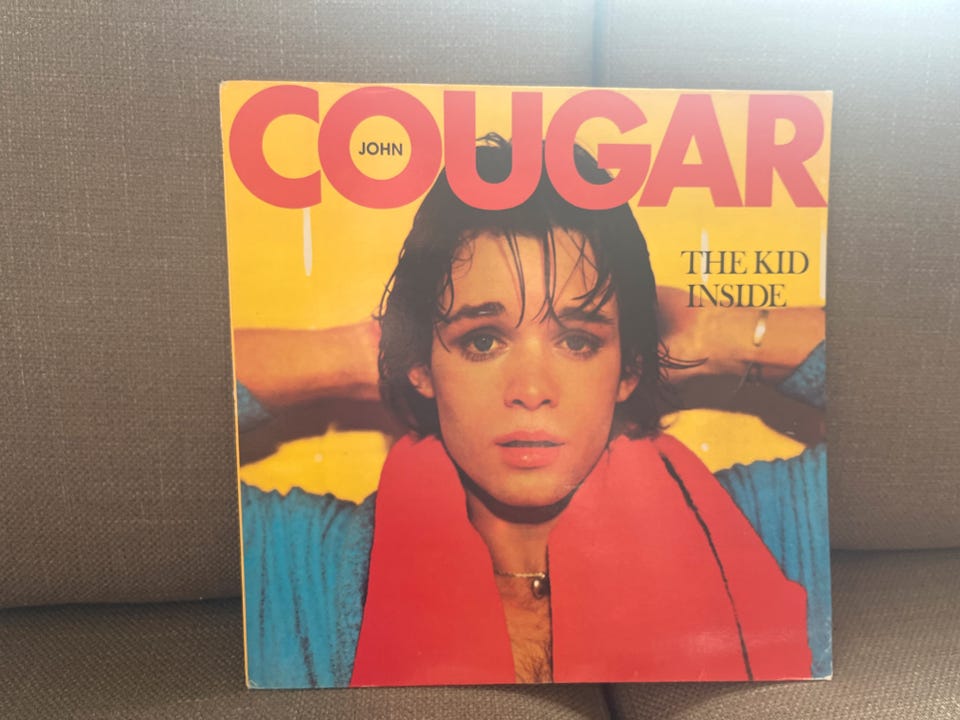 COUGAR
JOHN
THE KID
INSIDE